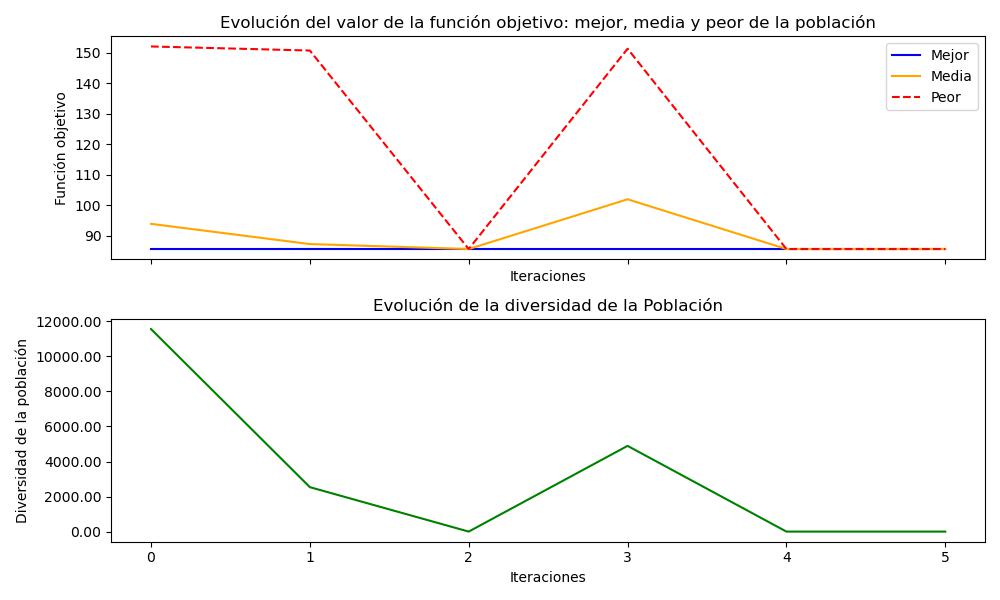 Evolución del valor de la función objetivo: mejor, media y peor de la población
150
140
130
120
110
100
90
Función objetivo
Mejor
Media
Peor
Iteraciones
Evolución de la diversidad de la Población
12000.00
10000.00
8000.00
6000.00
4000.00
2000.00
0.00
Diversidad de la población
0 1 2 3 4 5
Iteraciones